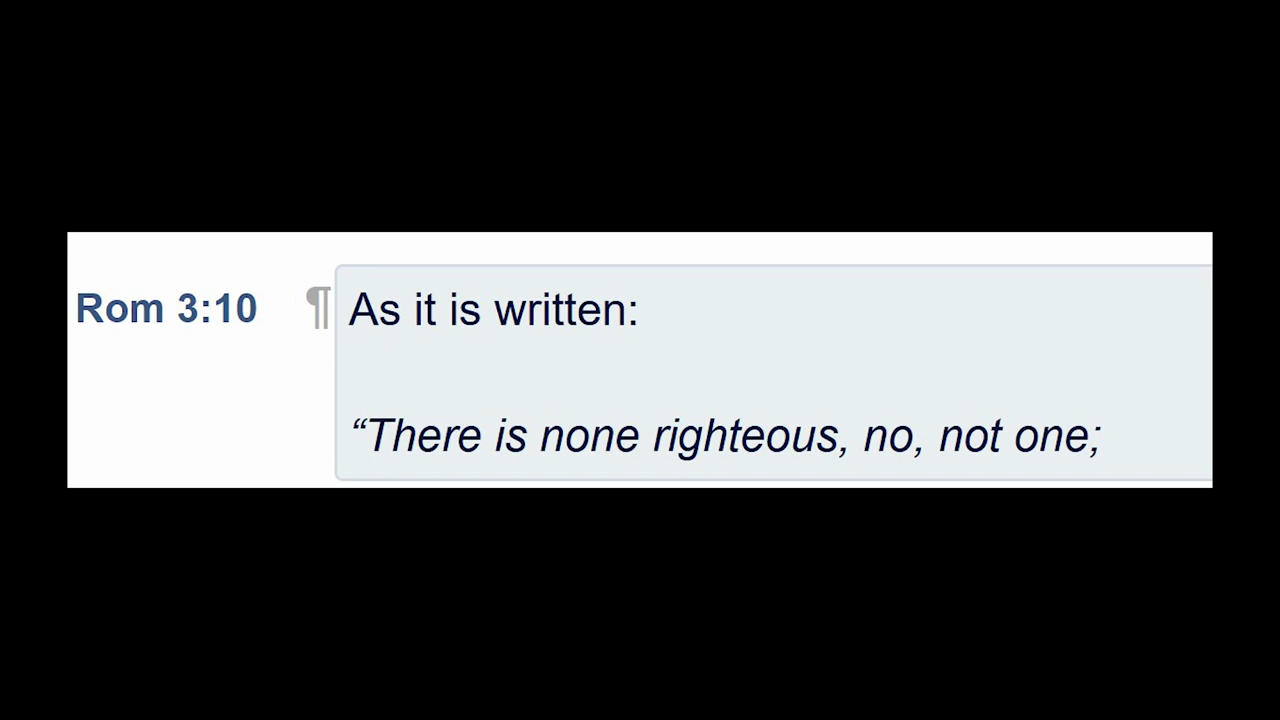 Rom 3:10 ¶ As it is written:
“There is none righteous, no, not one;